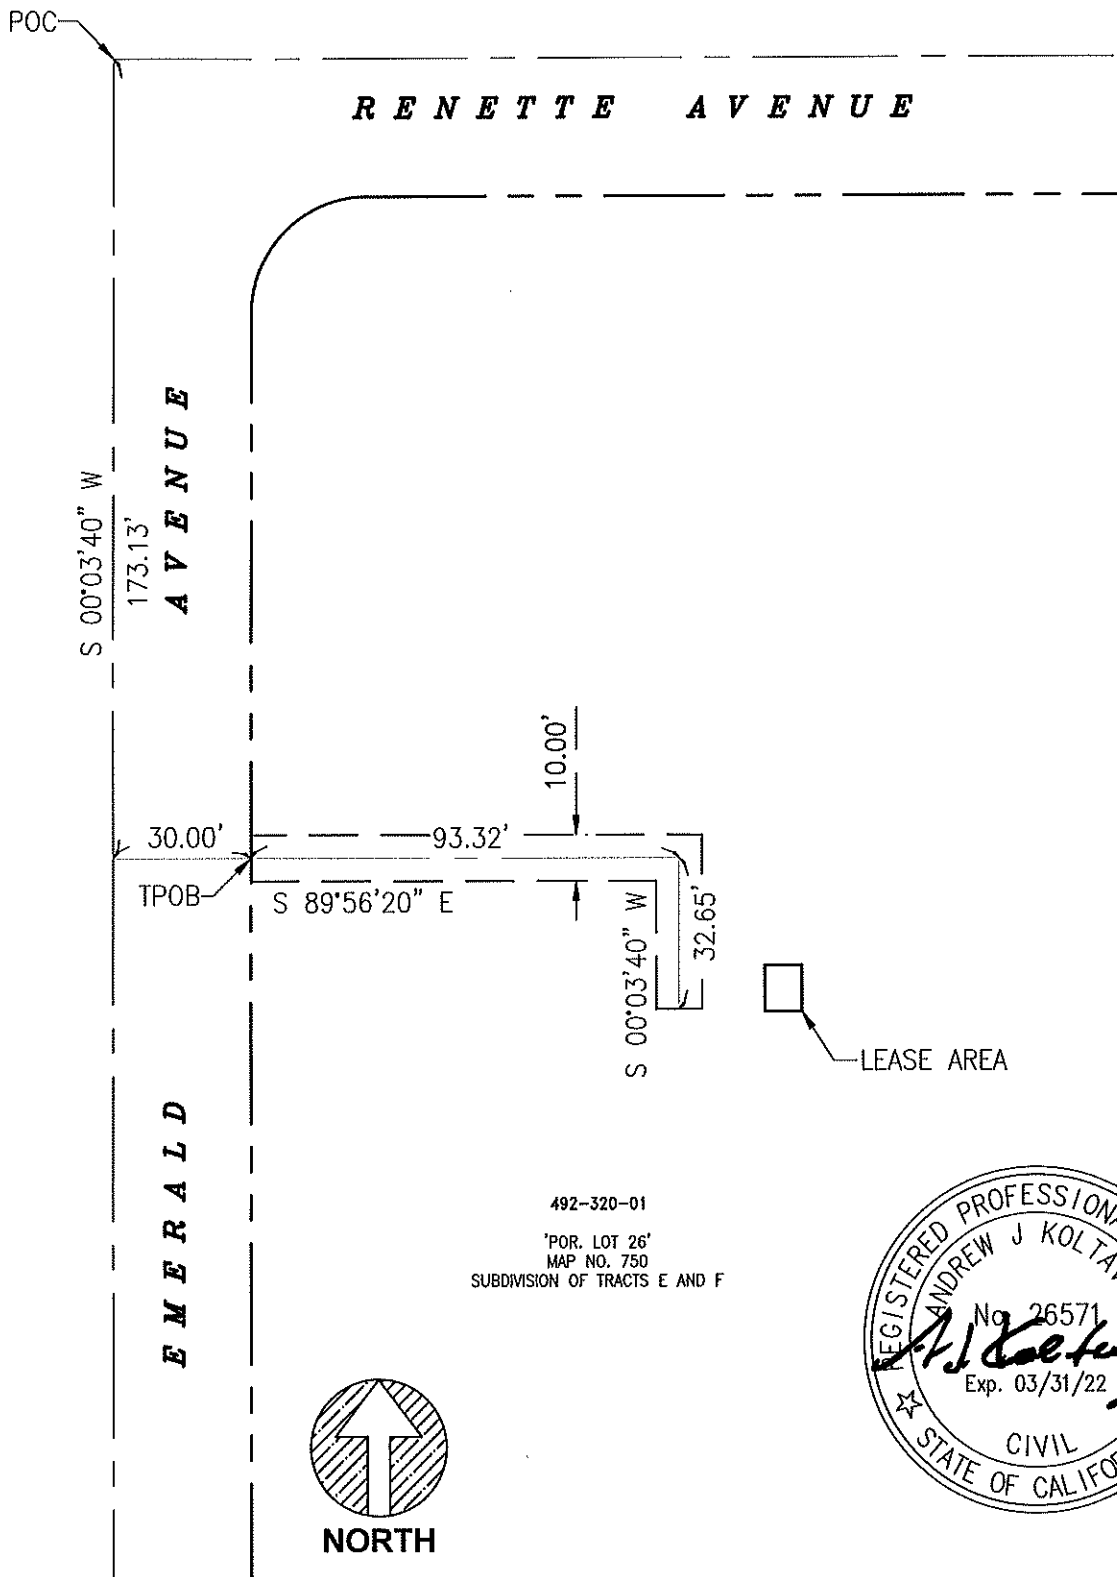 POC
RENETTE AVENUE
S 00°03'40" W
173.13'
EMERALD AVENUE
10.00'
30.00'
93.32'
TPOB
S 89°56'20" E
S 00°03'40" W
32.65'
LEASE AREA
492-320-01
'POR. LOT 26'
MAP NO. 750
SUBDIVISION OF TRACTS E AND F
REGISTERED PROFESSIONA
ANDREW J KOLTA
No. 26571
Exp. 03/31/22
CIVIL
STATE OF CALIFO
NORTH